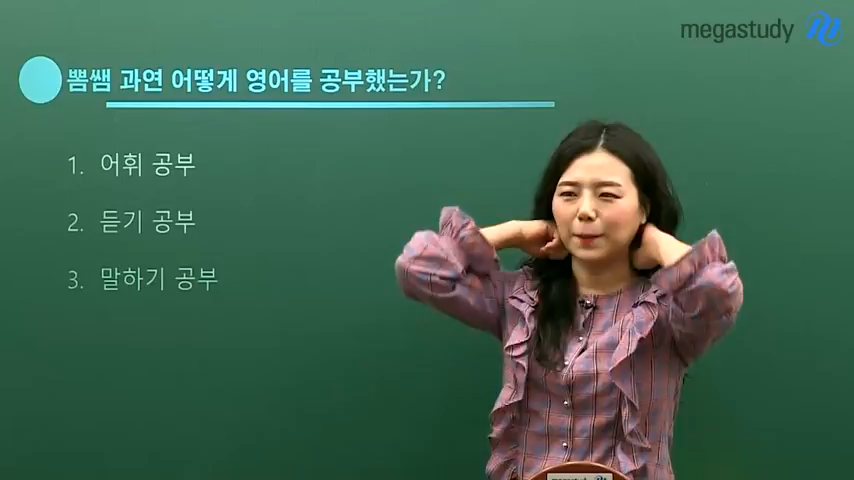 megastudy
뽐쌤 과연 어떻게 영어를 공부했는가?
1. 어휘 공부
2. 듣기 공부
3. 말하기 공부